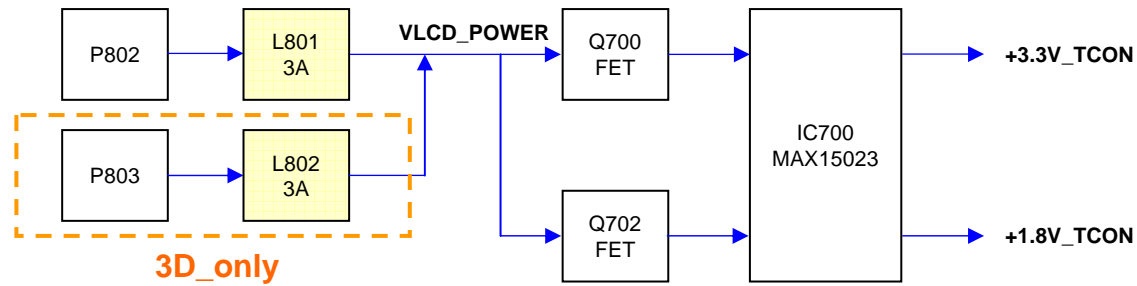 P802
L801
3A
VLCD_POWER
Q700
FET
+3.3V_TCON
P803
L802
3A
IC700
MAX15023
Q702
FET
+1.8V_TCON
3D_only